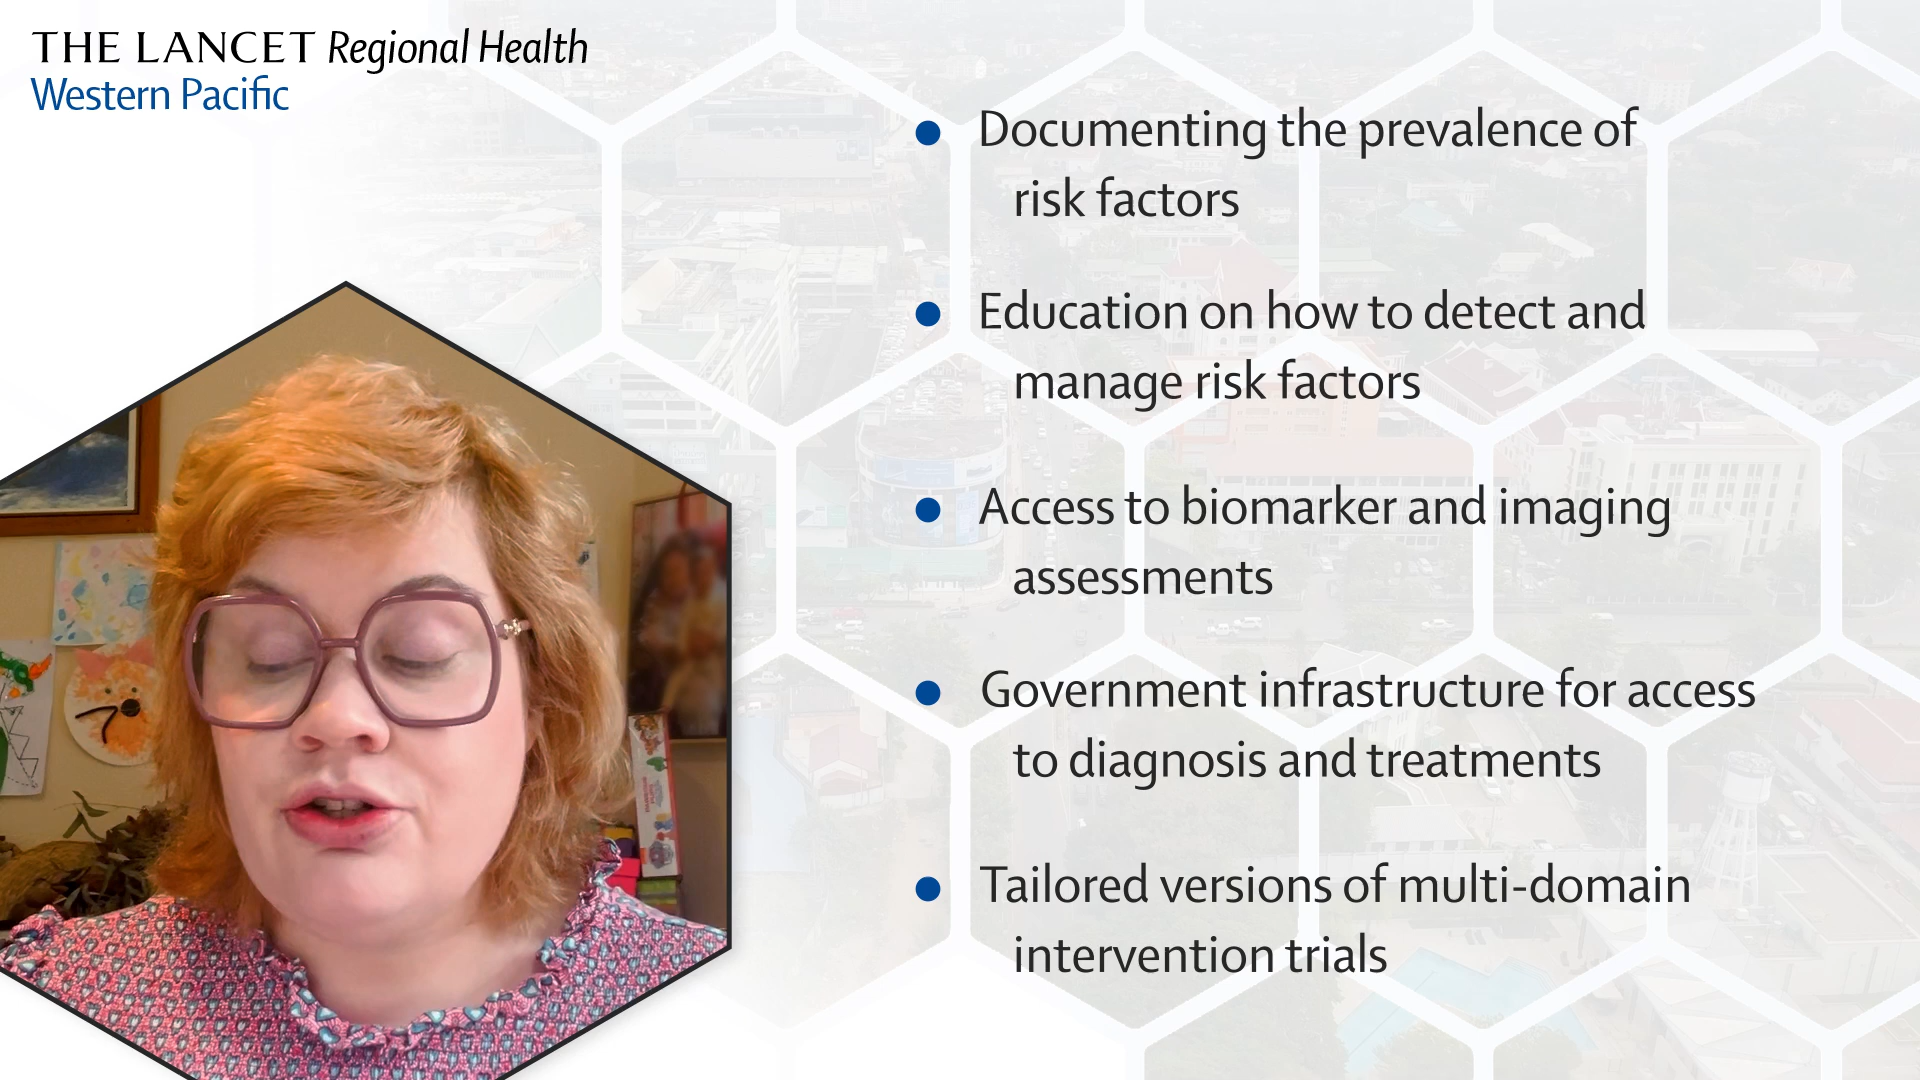 THE LANCET Regional Health
Western Pacific
● Documenting the prevalence of
risk factors
● Education on how to detect and
manage risk factors
● Access to biomarker and imaging
assessments
● Government infrastructure for access
to diagnosis and treatments
● Tailored versions of multi-domain
intervention trials